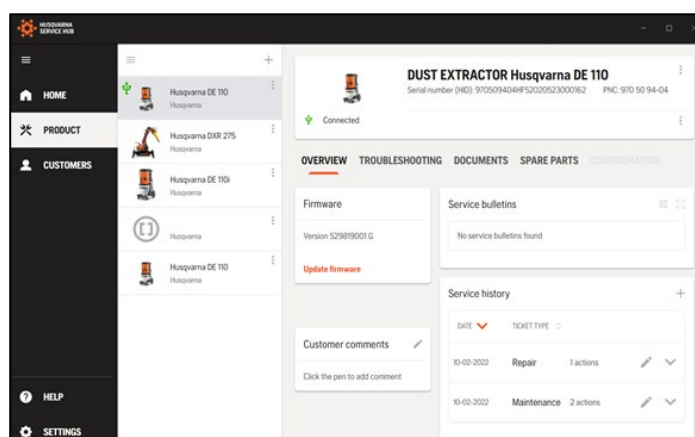 HUSQVARNA
SERVICE HUB
HOME
PRODUCT
CUSTOMERS
HELP
SETTINGS
Husqvarna DE 110
Husqvarna
Husqvarna DXR 275
Husqvarna
Husqvarna DE 110i
Husqvarna
Husqvarna
Husqvarna DE 110
Husqvarna
DUST EXTRACTOR Husqvarna DE 110
Serial number (HID): 970509404HF52020523000162 PNC: 970 50 94-04
Connected
OVERVIEW TROUBLESHOOTING DOCUMENTS SPARE PARTS CONFIGURATION
Firmware
Version 529819001 G
Update firmware
Customer comments
Click the pen to add comment
Service bulletins
No service bulletins found
Service history
DATE TICKET TYPE
10-02-2022 Repair 1 actions
10-02-2022 Maintenance 2 actions